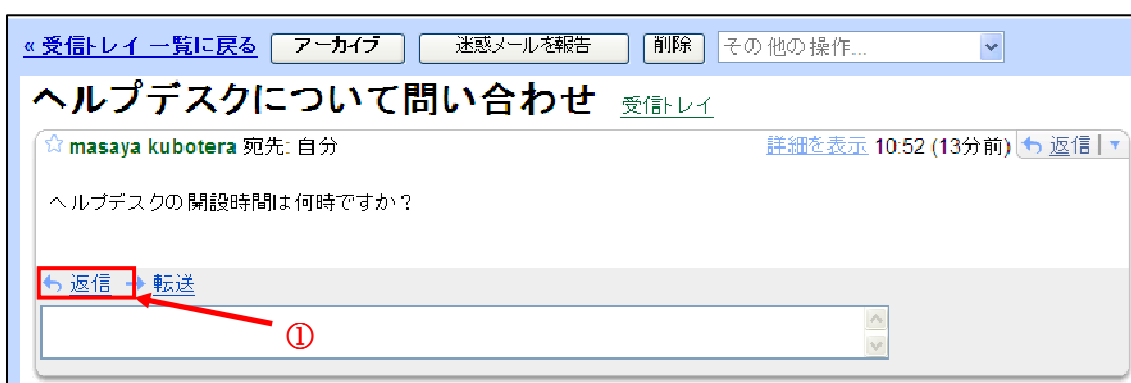 « 受信トレイ 一覧に戻る アーカイブ 迷惑メールを報告 削除 その他の操作...
ヘルプデスクについて問い合わせ 受信トレイ
masaya kubotera 宛先: 自分 詳細を表示 10:52 (13分前) 返信
ヘルプデスクの開設時間は何時ですか？
返信 転送
①